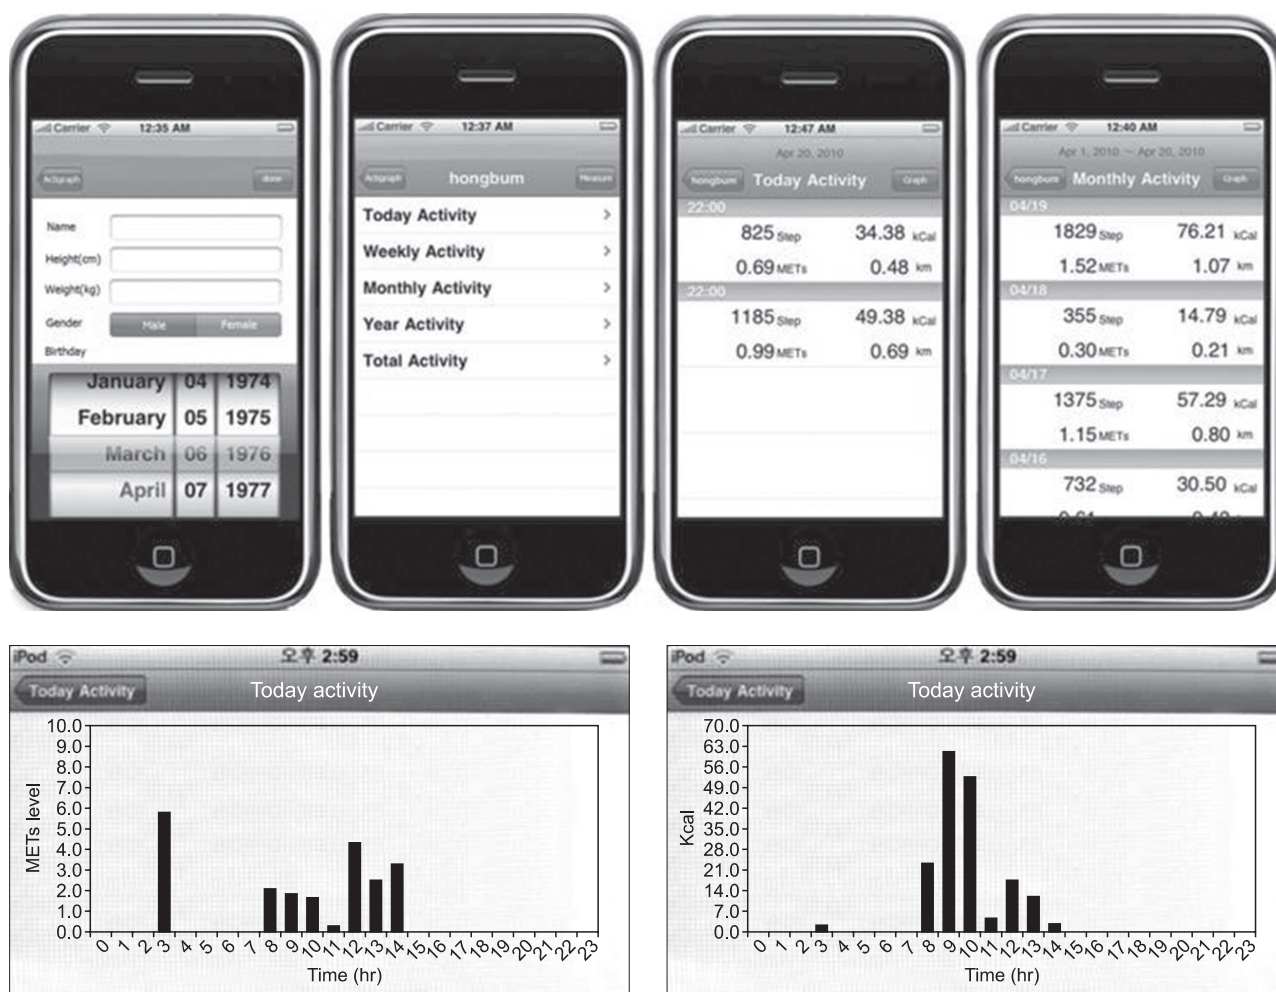 Carrier 12:35 AM
Actigraph done
Name
Height(cm)
Weight(kg)
Gender Male Female
Birthday
January 04 1974
February 05 1975
March 06 1976
April 07 1977
Carrier 12:37 AM
Actigraph hongbum Measure
Today Activity
Weekly Activity
Monthly Activity
Year Activity
Total Activity
Carrier 12:47 AM
Apr 20, 2010
hongbum Today Activity Graph
22:00
825 Step 34.38 kCal
0.69 METs 0.48 km
22:00
1185 Step 49.38 kCal
0.99 METs 0.69 km
Carrier 12:40 AM
Apr 1, 2010 ~ Apr 20, 2010
hongbum Monthly Activity Graph
04/19
1829 Step 76.21 kCal
1.52 METs 1.07 km
04/18
355 Step 14.79 kCal
0.30 METs 0.21 km
04/17
1375 Step 57.29 kCal
1.15 METs 0.80 km
04/16
732 Step 30.50 kCal
iPod 오후 2:59
Today Activity Today activity
METs level
10.0
9.0
8.0
7.0
6.0
5.0
4.0
3.0
2.0
1.0
0.0
0 1 2 3 4 5 6 7 8 9 10 11 12 13 14 15 16 17 18 19 20 21 22 23
Time (hr)
iPod 오후 2:59
Today Activity Today activity
Kcal
70.0
63.0
56.0
49.0
42.0
35.0
28.0
21.0
14.0
7.0
0.0
0 1 2 3 4 5 6 7 8 9 10 11 12 13 14 15 16 17 18 19 20 21 22 23
Time (hr)